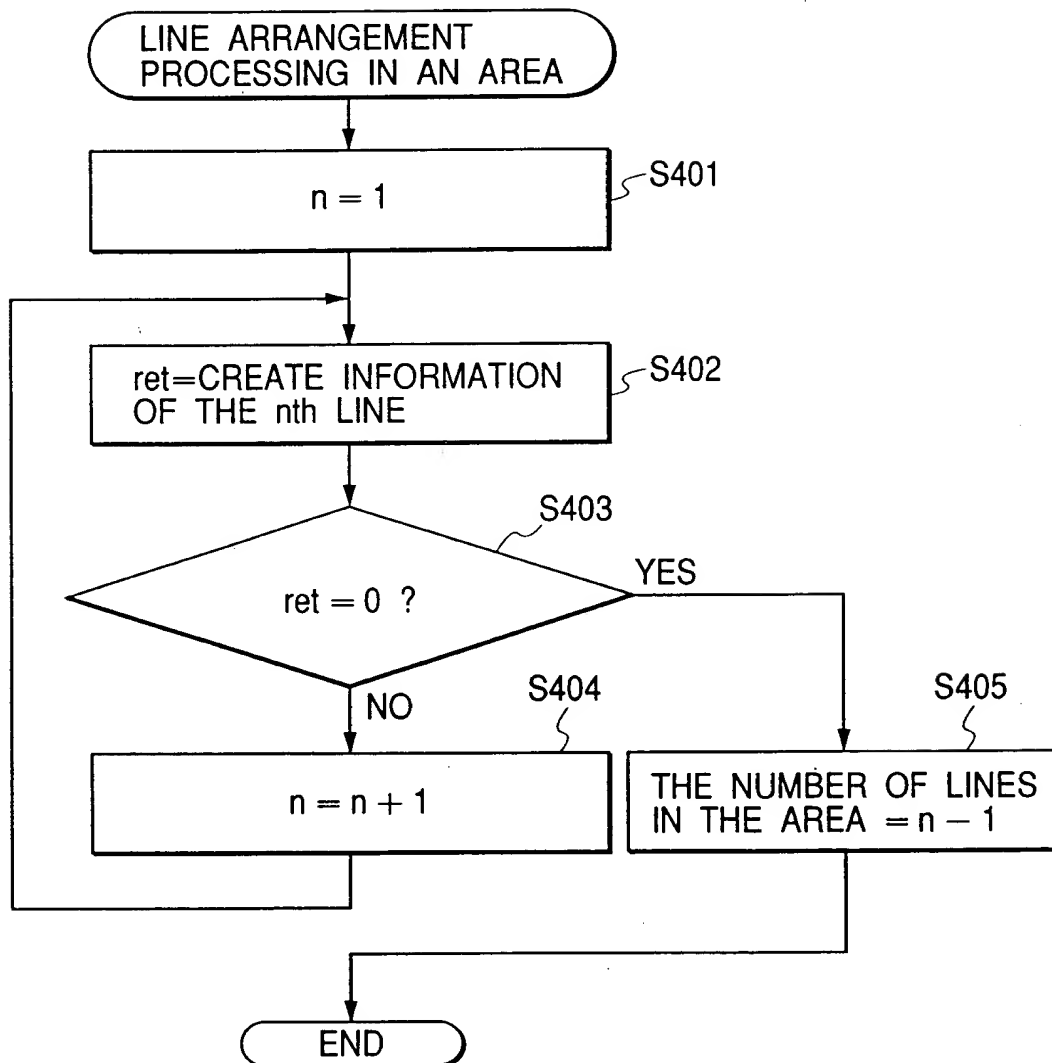 LINE ARRANGEMENT
PROCESSING IN AN AREA
S401
n = 1
S402
ret=CREATE INFORMATION
OF THE nth LINE
S403
YES
ret = 0 ?
NO
S404
S405
n = n + 1
THE NUMBER OF LINES
IN THE AREA = n − 1
END